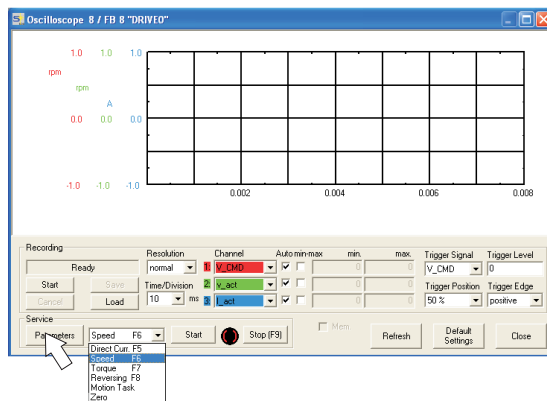 Oscilloscope 8 / FB 8 "DRIVE0"
1.0 1.0 1.0
rpm
rpm
A
0.0 0.0 0.0
-1.0 -1.0 -1.0
0.002 0.004 0.006 0.008
Recording
Resolution Channel Auto min-max min. max. Trigger Signal Trigger Level
Ready normal 1: V_CMD 0 0 V_CMD 0
Start Save Time/Division 2: v_act 0 0 Trigger Position Trigger Edge
Cancel Load 10 ms 3: I_act 0 0 50 % positive
Service
Parameters Speed F6 Start Stop (F9) Mem Refresh Default Settings Close
Direct Curr. F5
Speed F6
Torque F7
Reversing F8
Motion Task
Zero